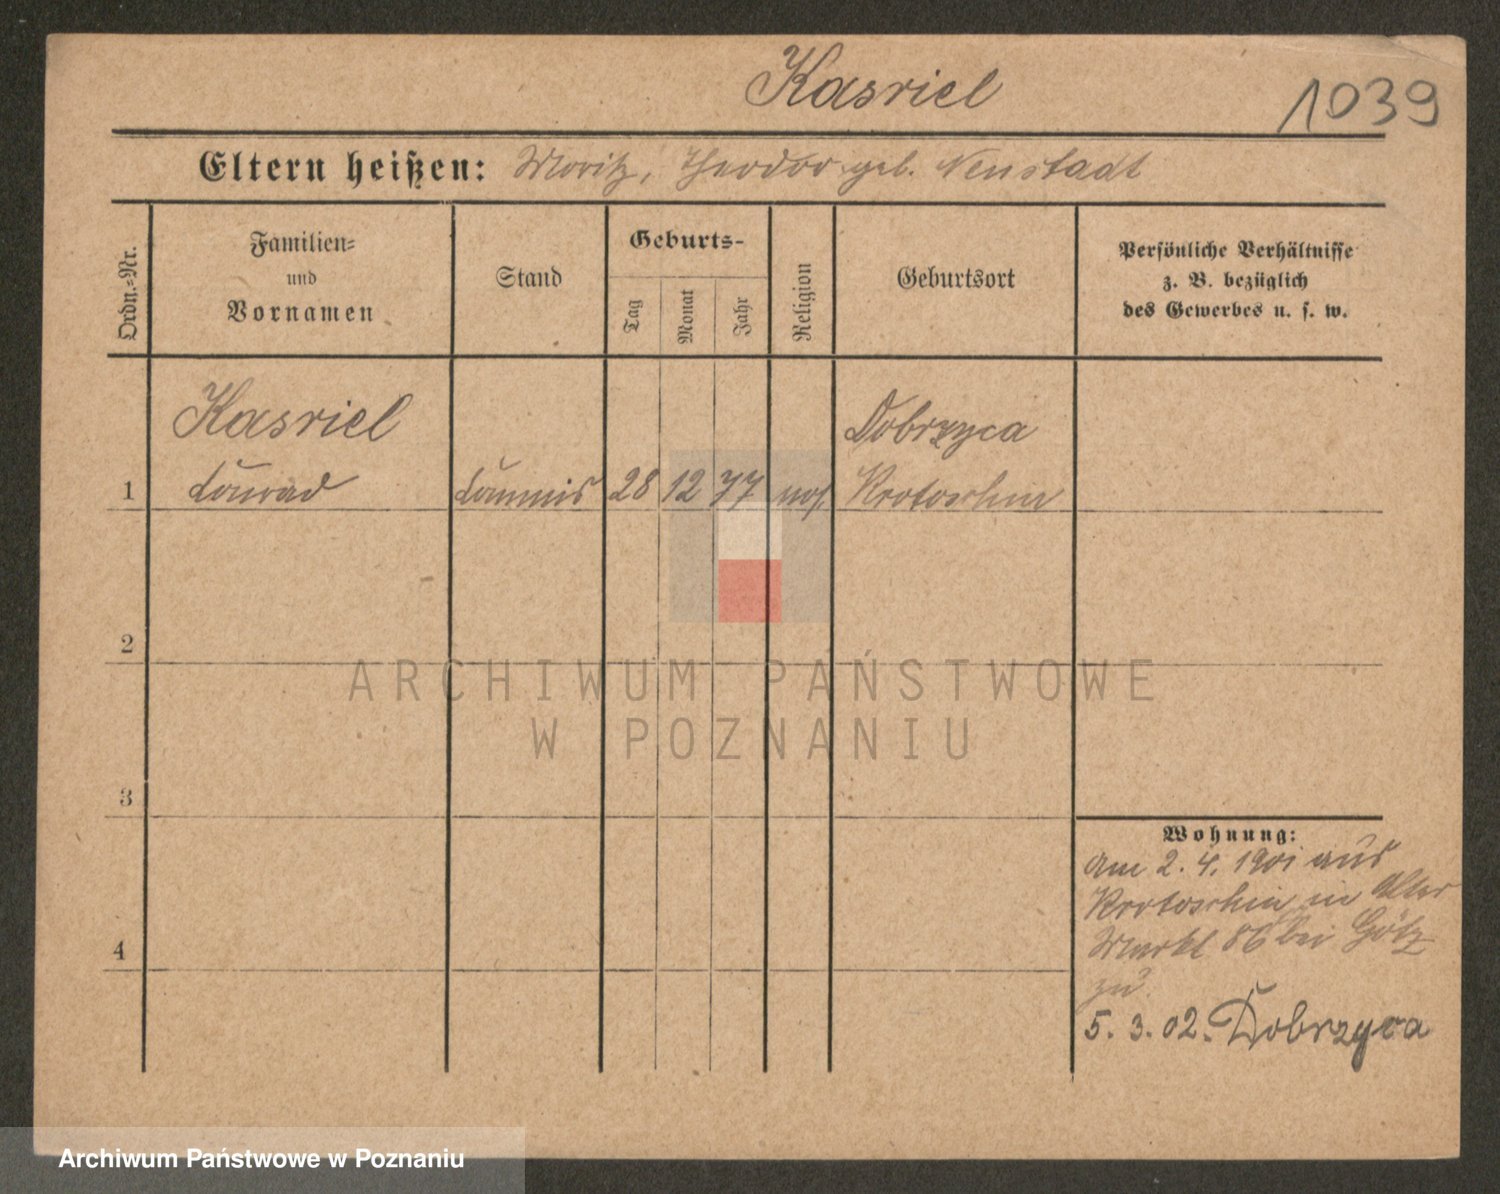 Kasriel
1039
Eltern heißen: Moritz, Theodor geb. Neustadt
Ordn.-Nr.
Familien-
und
Vornamen
Stand
Geburts-
Tag
Monat
Jahr
Religion
Geburtsort
Persönliche Verhältnisse
z. B. bezüglich
des Gewerbes u. s. w.
Kasriel
Dobrzyca
1 Conrad Commis 28 12 77 mos. Krotoschin
2
ARCHIWUM PAŃSTWOWE
W POZNANIU
3
Wohnung:
am 2. 4. 1901 aus
Krotoschin in Alter
4
Markt 86 bei Götz
zu
5. 3. 02. Dobrzyca
Archiwum Państwowe w Poznaniu